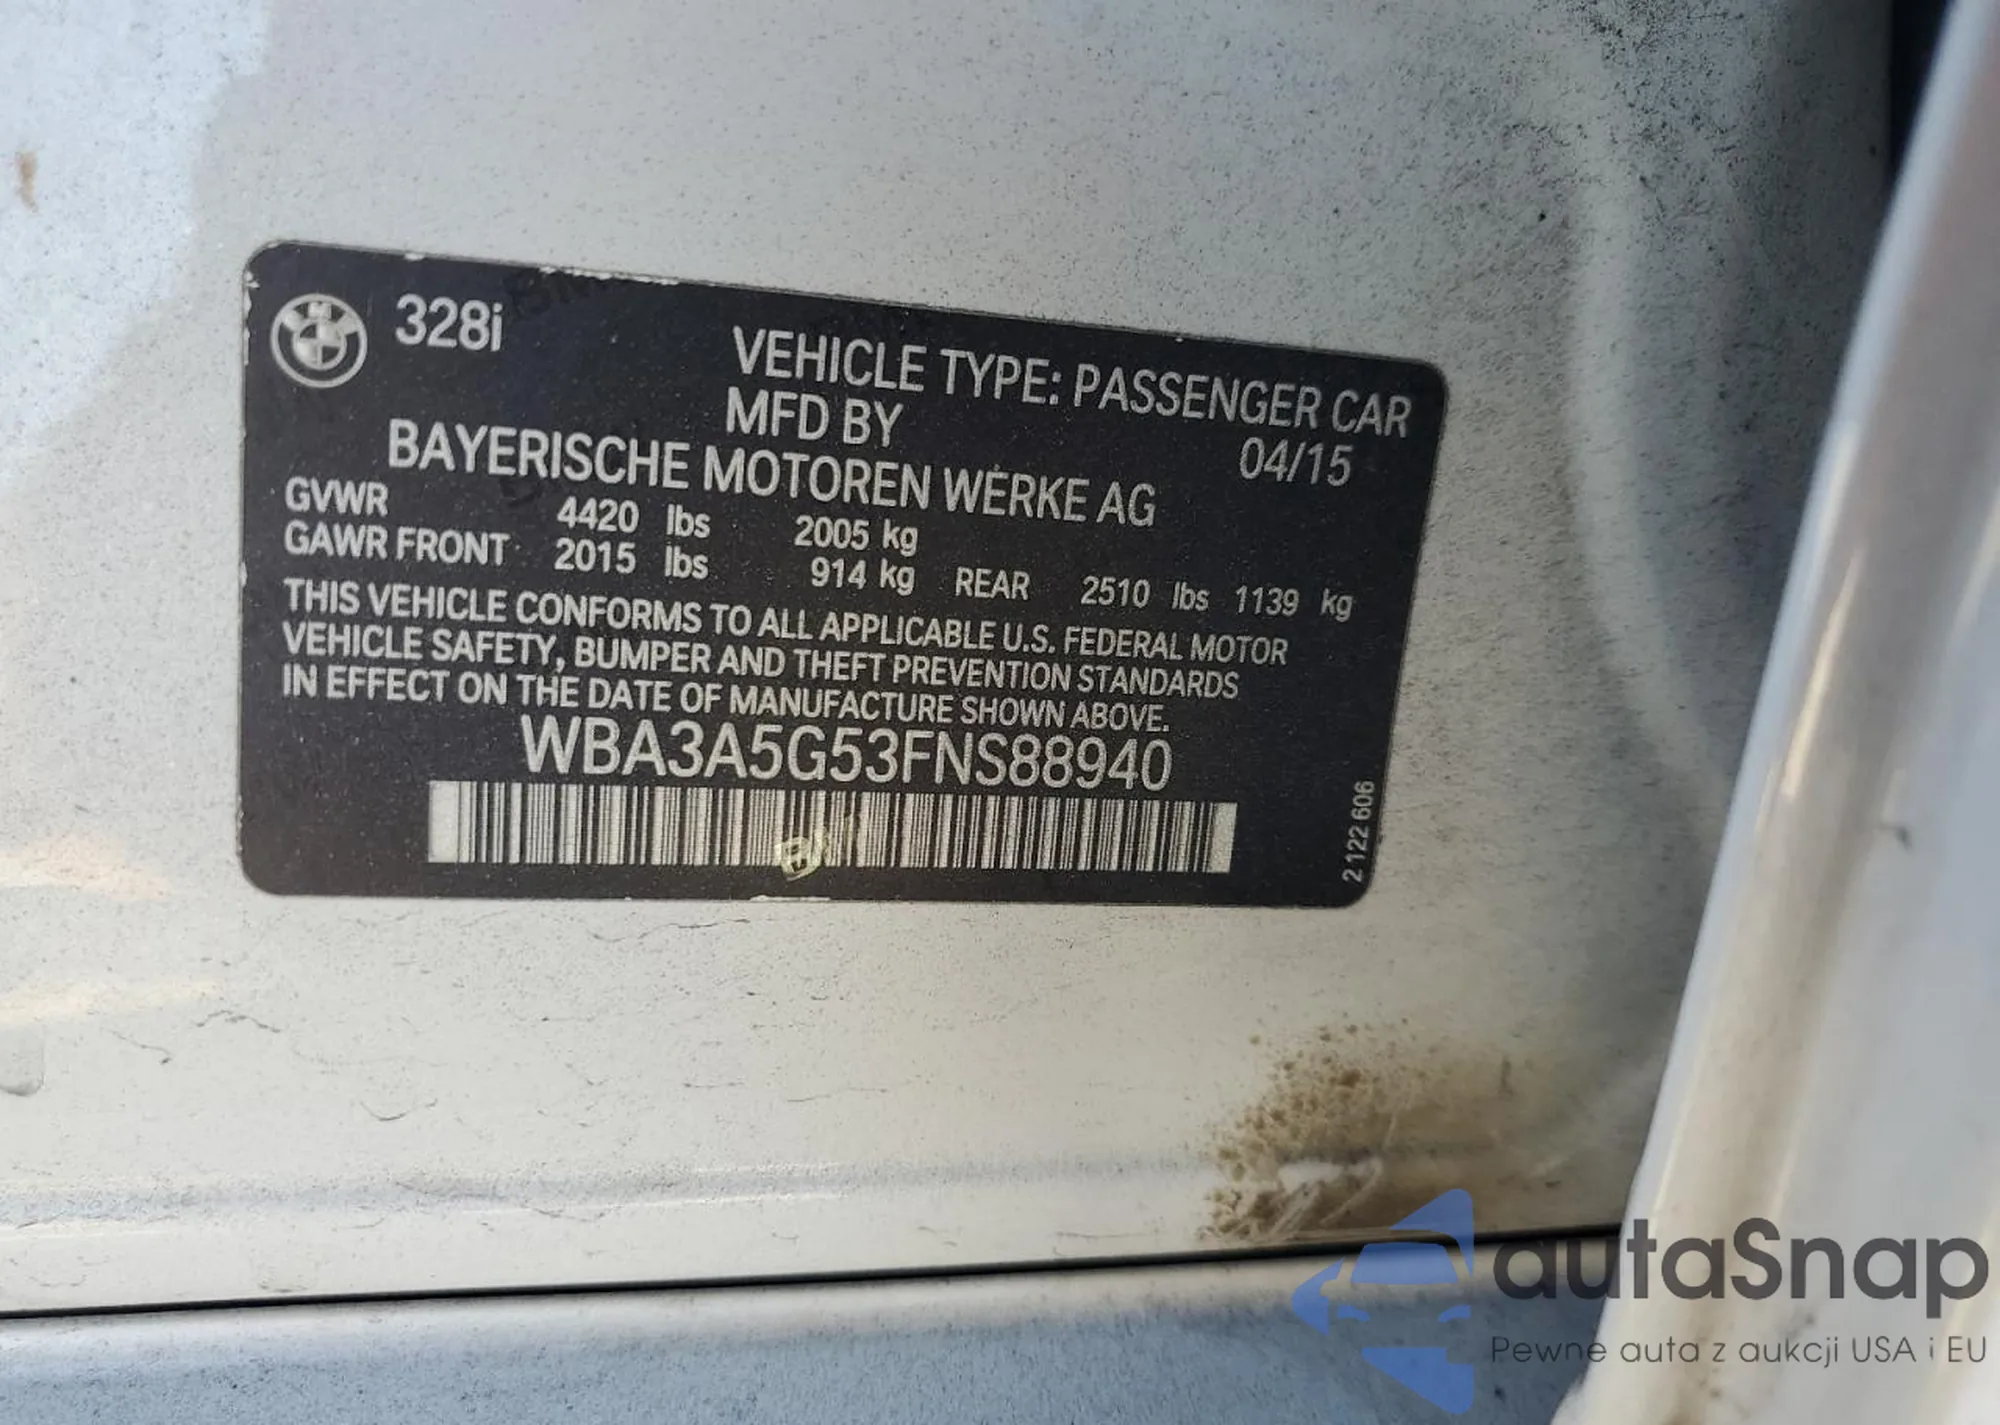 328i
VEHICLE TYPE: PASSENGER CAR
MFD BY
04/15
BAYERISCHE MOTOREN WERKE AG
GVWR 4420 lbs 2005 kg
GAWR FRONT 2015 lbs 914 kg REAR 2510 lbs 1139 kg
THIS VEHICLE CONFORMS TO ALL APPLICABLE U.S. FEDERAL MOTOR
VEHICLE SAFETY, BUMPER AND THEFT PREVENTION STANDARDS
IN EFFECT ON THE DATE OF MANUFACTURE SHOWN ABOVE.
WBA3A5G53FNS88940
2 122 606
autaSnap
Pewne auta z aukcji USA i EU